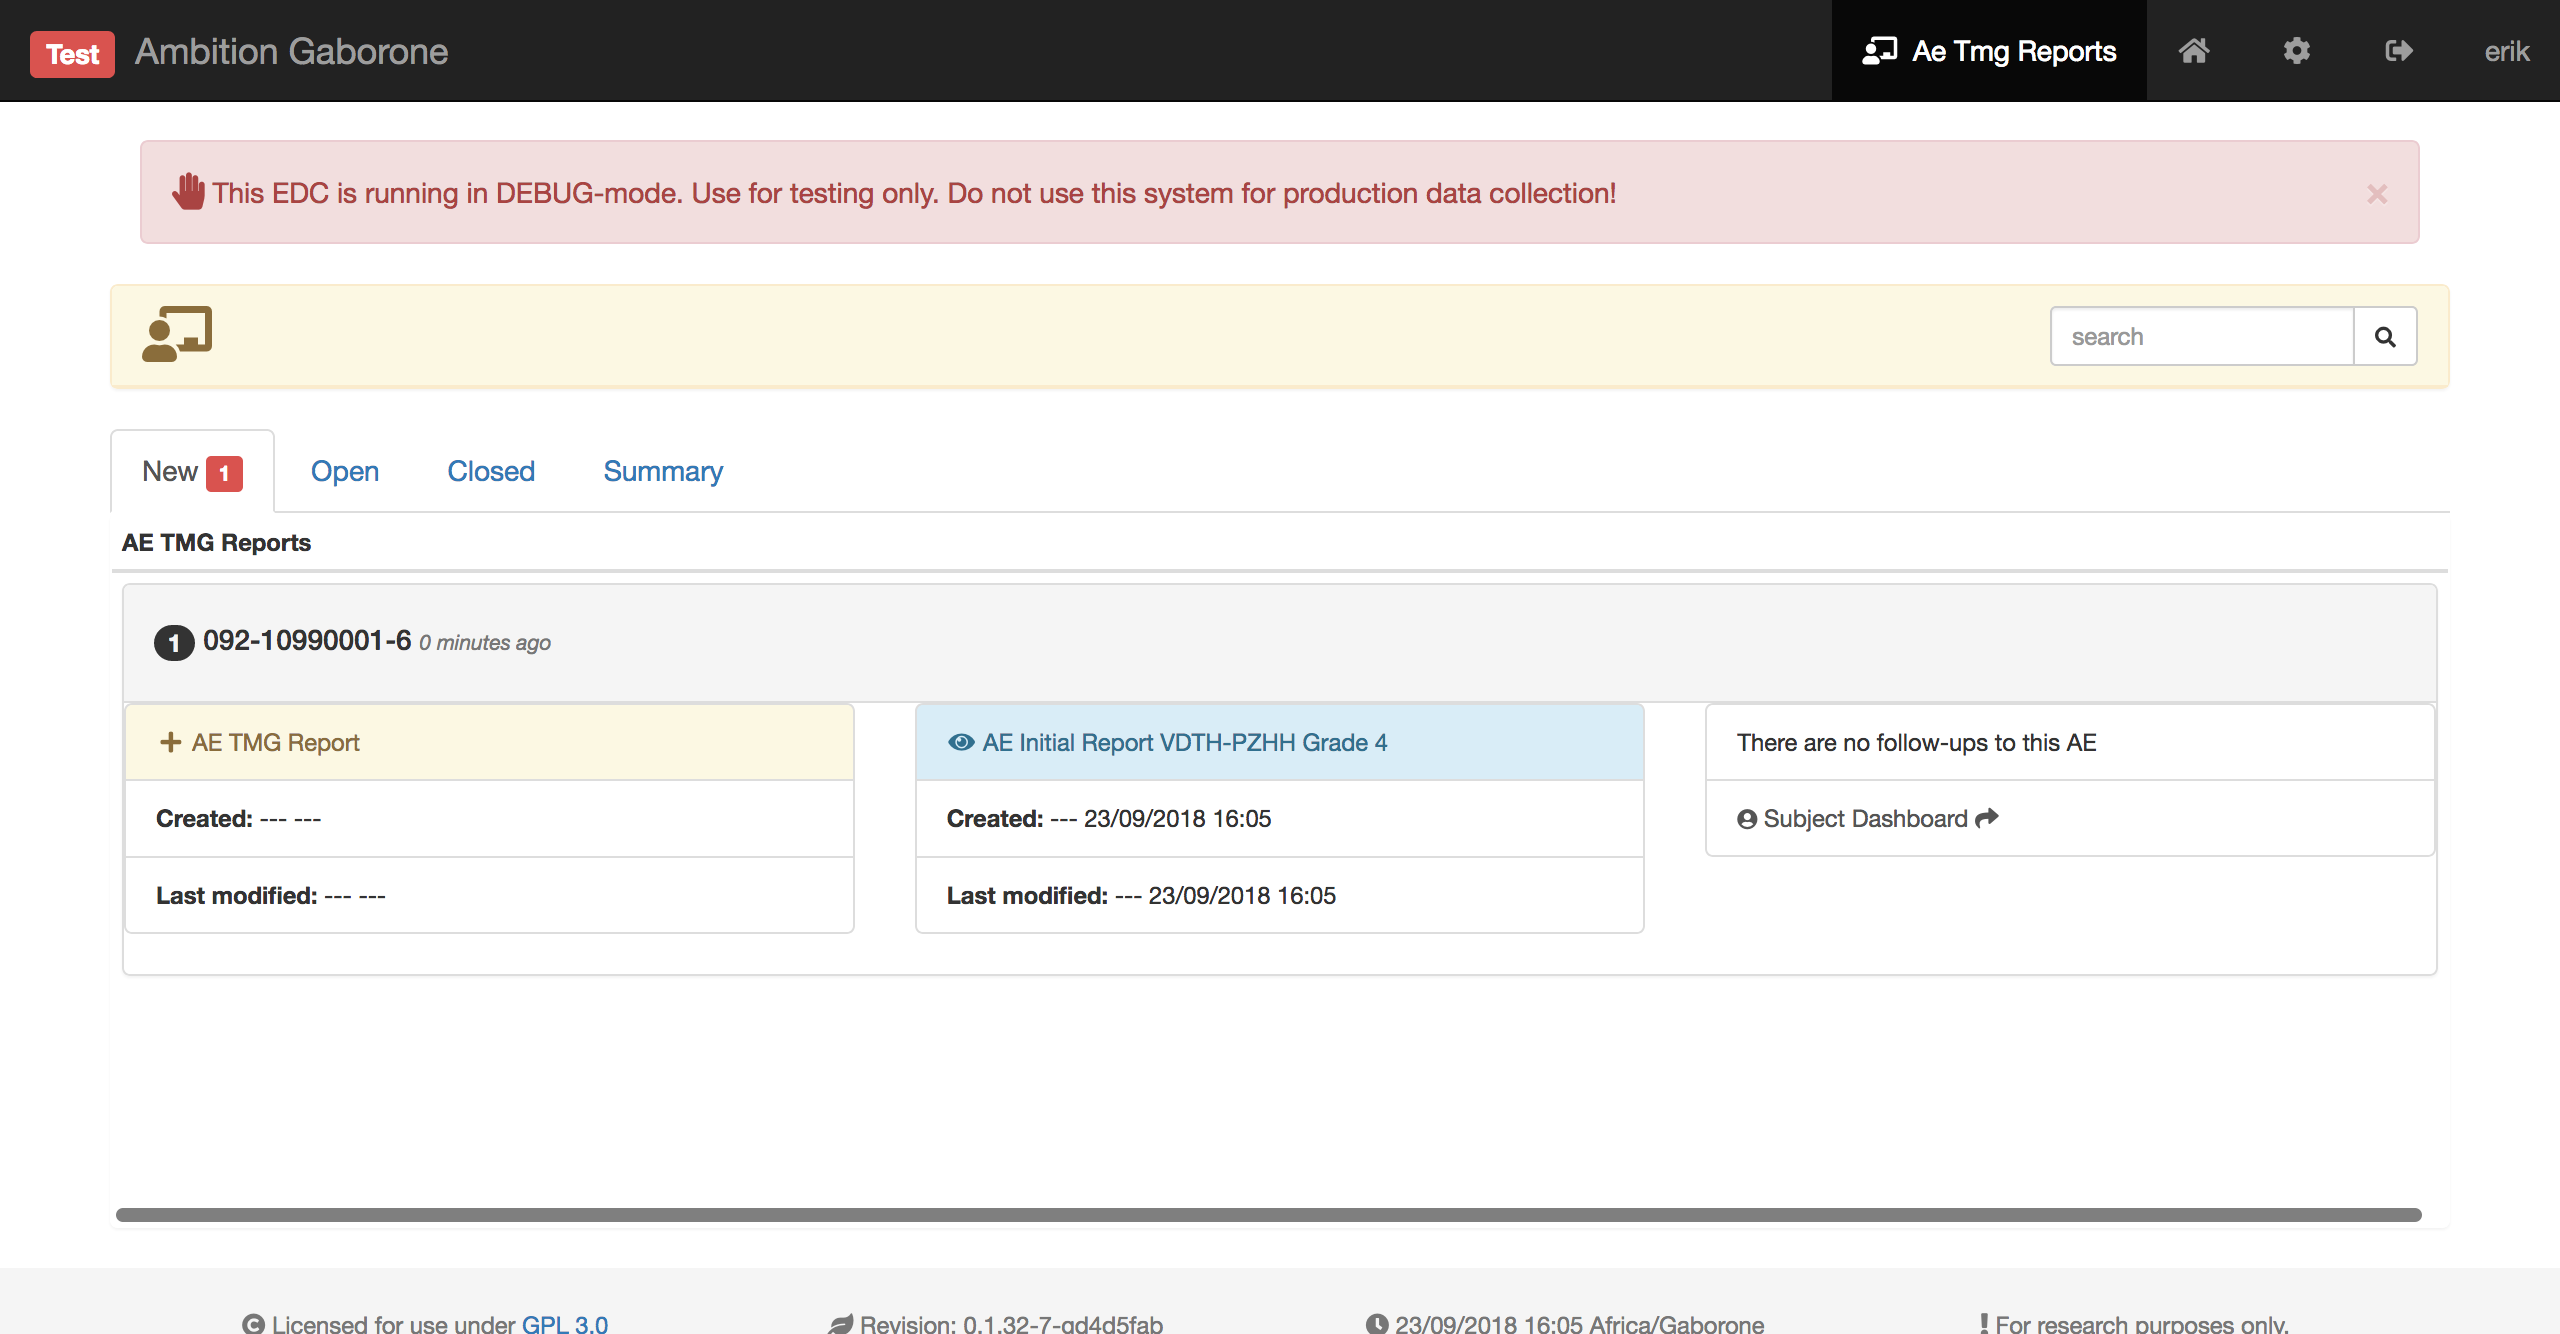 Test Ambition Gaborone Ae Tmg Reports erik
This EDC is running in DEBUG-mode. Use for testing only. Do not use this system for production data collection! ×
search
New 1 Open Closed Summary
AE TMG Reports
1 092-10990001-6 0 minutes ago
AE TMG Report
Created: --- ---
Last modified: --- ---
AE Initial Report VDTH-PZHH Grade 4
Created: --- 23/09/2018 16:05
Last modified: --- 23/09/2018 16:05
There are no follow-ups to this AE
Subject Dashboard
Licensed for use under GPL 3.0 Revision: 0.1.32-7-gd4d5fab 23/09/2018 16:05 Africa/Gaborone For research purposes only.